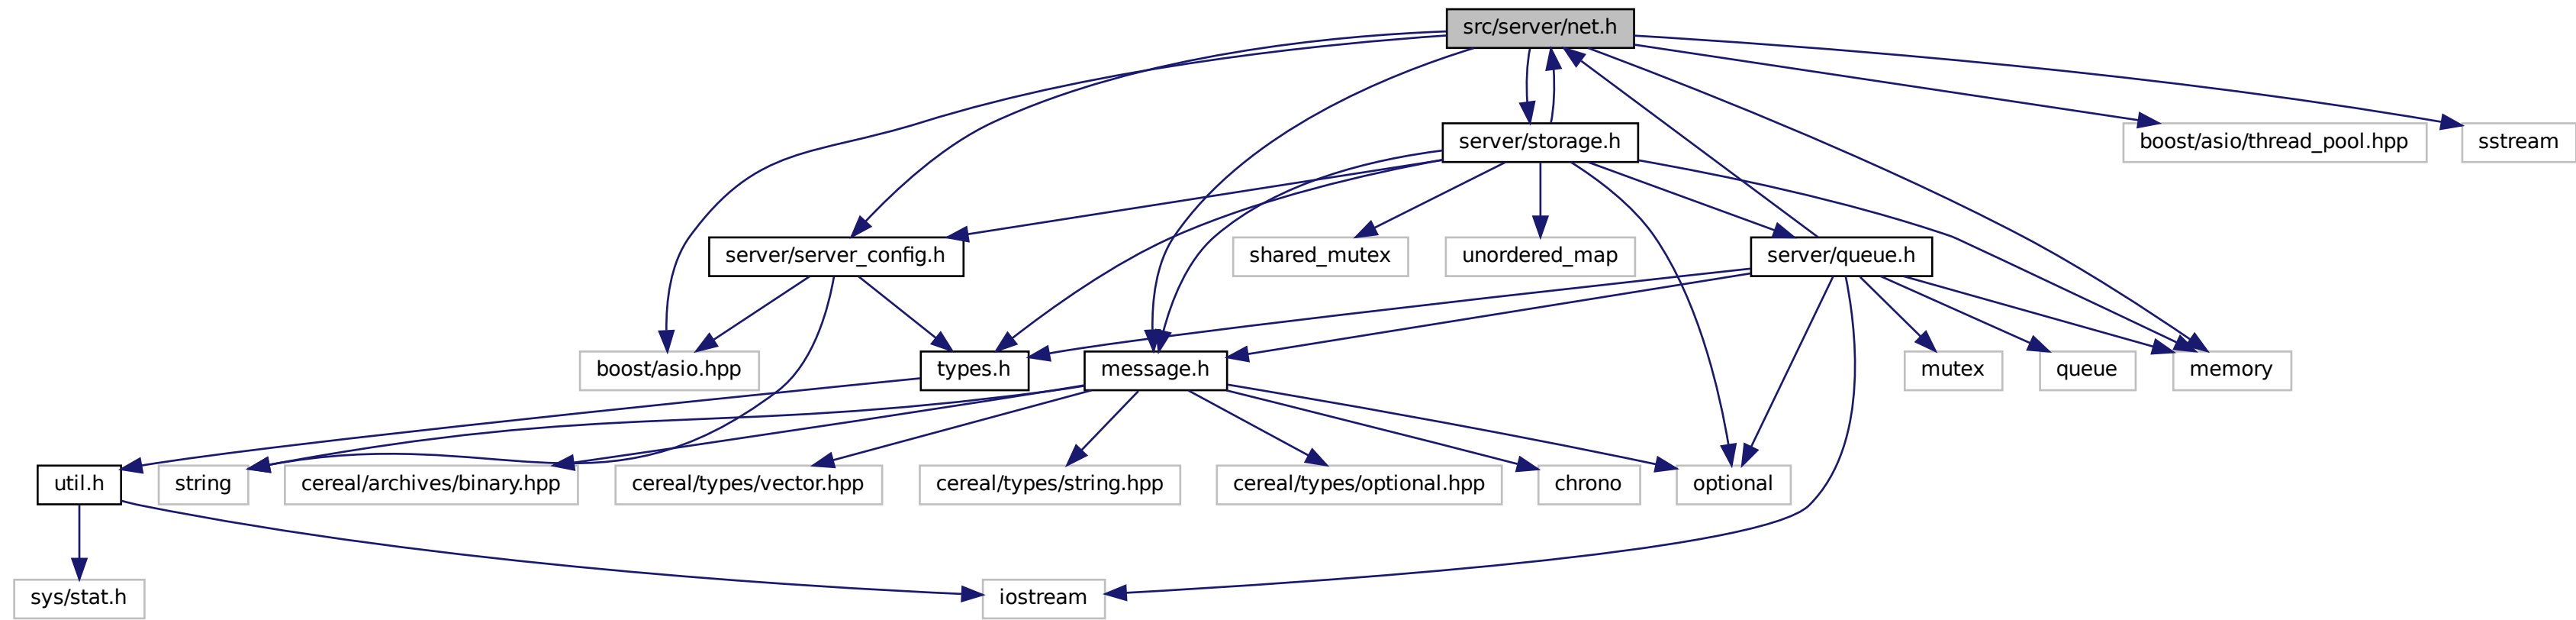 src/server/net.h
server/storage.h
boost/asio/thread_pool.hpp
sstream
server/server_config.h
shared_mutex
unordered_map
server/queue.h
boost/asio.hpp
types.h
message.h
mutex
queue
memory
util.h
string
cereal/archives/binary.hpp
cereal/types/vector.hpp
cereal/types/string.hpp
cereal/types/optional.hpp
chrono
optional
sys/stat.h
iostream